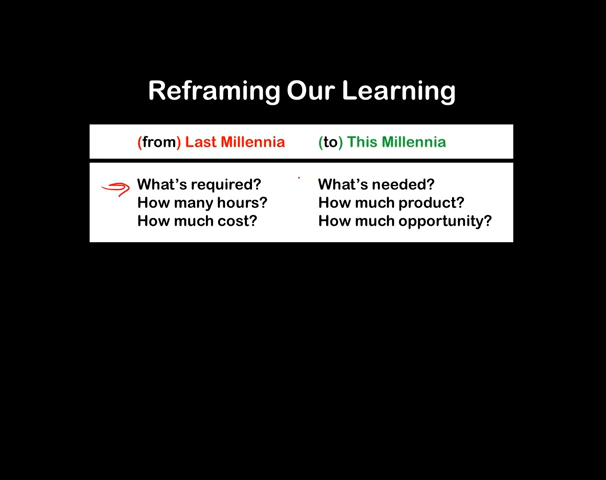 Reframing Our Learning
(from) Last Millennia (to) This Millennia
What's required? What's needed?
How many hours? How much product?
How much cost? How much opportunity?